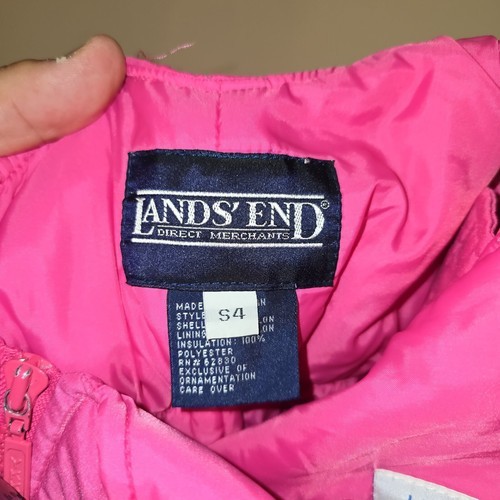 LANDS' END®
DIRECT MERCHANTS
MADE
STYLE
S4
SHELL
LINING
INSULATION: 100%
POLYESTER
RN# 62830
EXCLUSIVE OF
ORNAMENTATION
CARE OVER